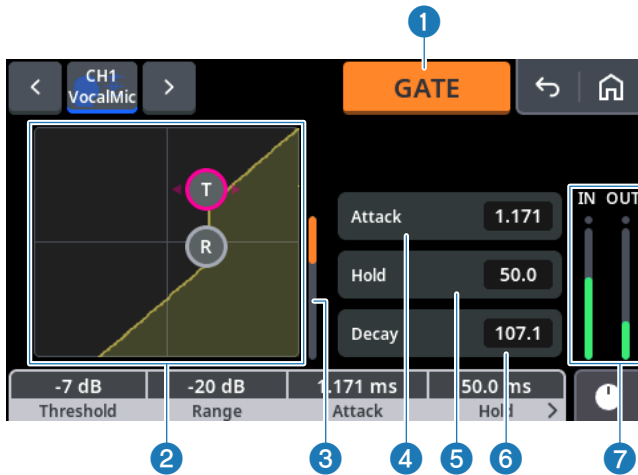 1
CH1
VocalMic
GATE
T
R
IN OUT
Attack 1.171
Hold 50.0
Decay 107.1
-7 dB -20 dB 1.171 ms 50.0 ms
Threshold Range Attack Hold
2 3 4 5 6 7